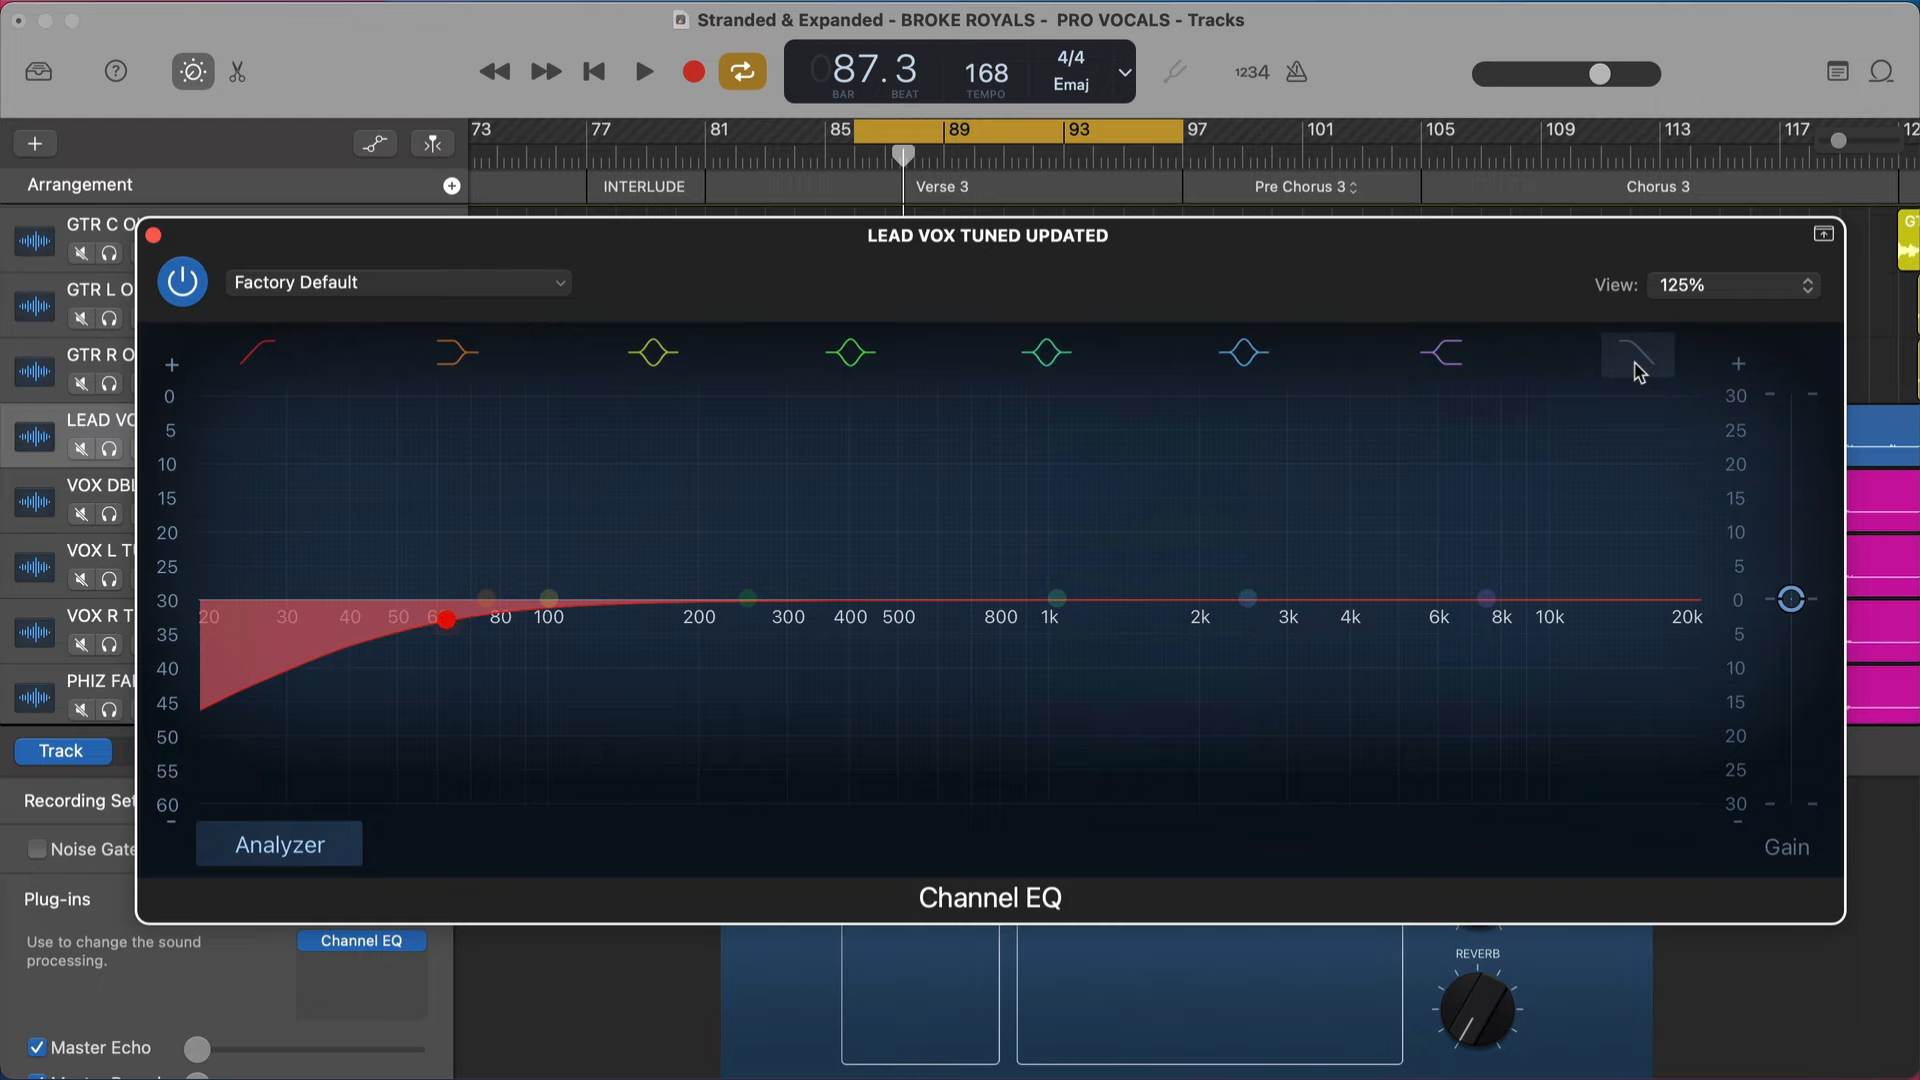 Stranded & Expanded - BROKE ROYALS - PRO VOCALS - Tracks
087.3
BAR BEAT
168
TEMPO
4/4
Emaj
1234
73 77 81 85 89 93 97 101 105 109 113 117
Arrangement
INTERLUDE
Verse 3
Pre Chorus 3
Chorus 3
GTR C
GTR L
GTR R
LEAD
VOX DBL
VOX L
VOX R
PHIZ
LEAD VOX TUNED UPDATED
Factory Default
View: 125%
+ +
0 30
5 25
10 20
15 15
20 10
25 5
30 0
20 30 40 50 80 100 200 300 400 500 800 1k 2k 3k 4k 6k 8k 10k 20k
35 5
40 10
45 15
50 20
55 25
60 30
- -
Analyzer
Gain
Channel EQ
Track
Recording
Noise Gate
Plug-ins
Use to change the sound
processing.
Channel EQ
Master Echo
REVERB